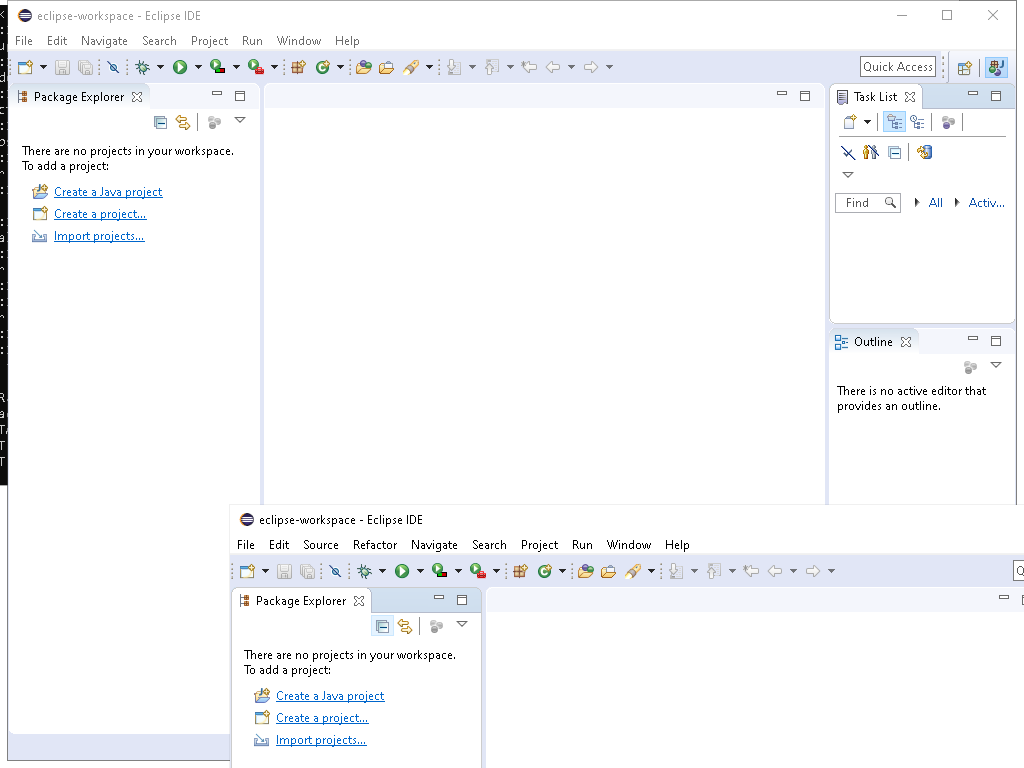 eclipse-workspace - Eclipse IDE
File Edit Navigate Search Project Run Window Help
Quick Access
Package Explorer
There are no projects in your workspace.
To add a project:
Create a Java project
Create a project...
Import projects...
Task List
Find All Activ...
Outline
There is no active editor that
provides an outline.
eclipse-workspace - Eclipse IDE
File Edit Source Refactor Navigate Search Project Run Window Help
Package Explorer
There are no projects in your workspace.
To add a project:
Create a Java project
Create a project...
Import projects...